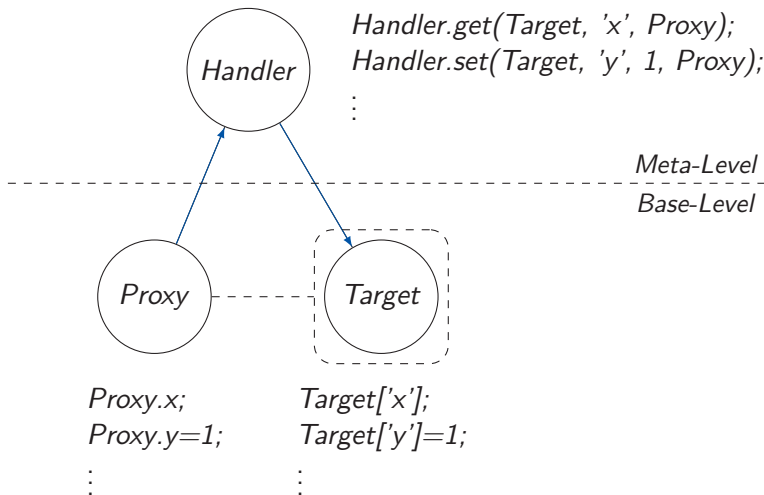 Handler.get(Target, 'x', Proxy);
Handler.set(Target, 'y', 1, Proxy);
⋮
Handler
Meta-Level
Base-Level
Proxy
Target
Proxy.x;
Proxy.y=1;
⋮
Target['x'];
Target['y']=1;
⋮